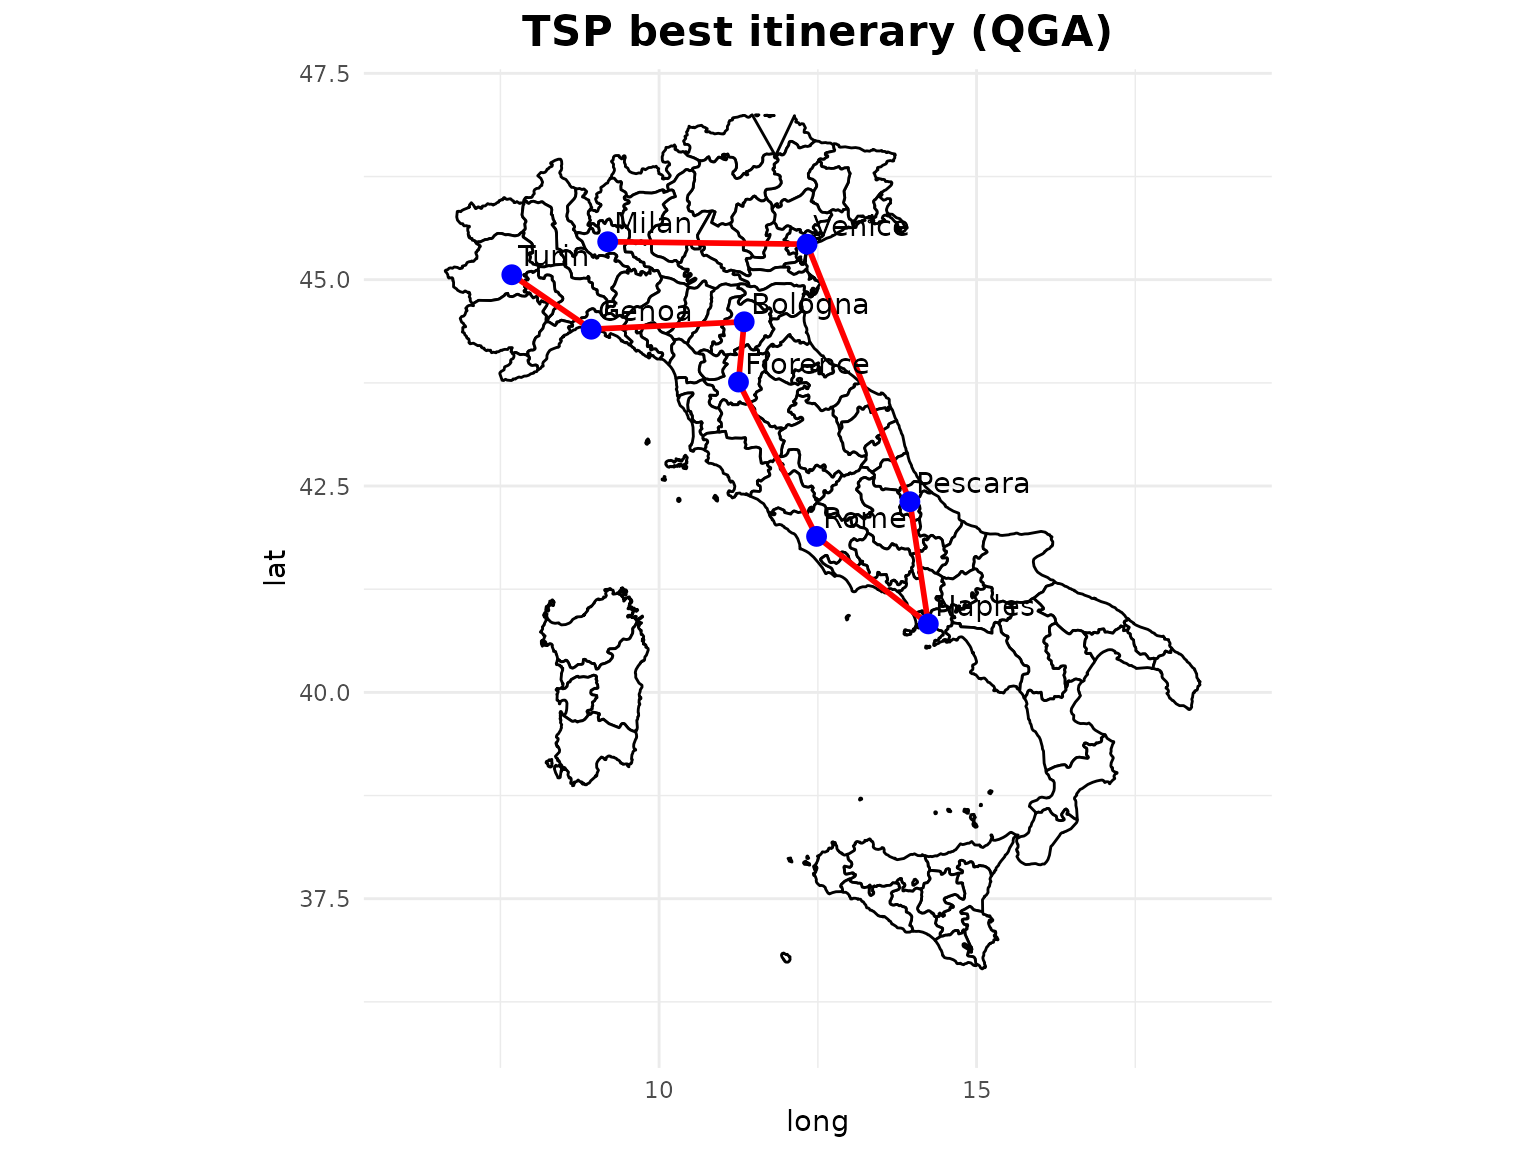 TSP best itinerary (QGA)
47.5
45.0
42.5
40.0
37.5
lat
Milan
Venice
Turin
Genoa
Bologna
Florence
Pescara
Rome
Naples
10
15
long